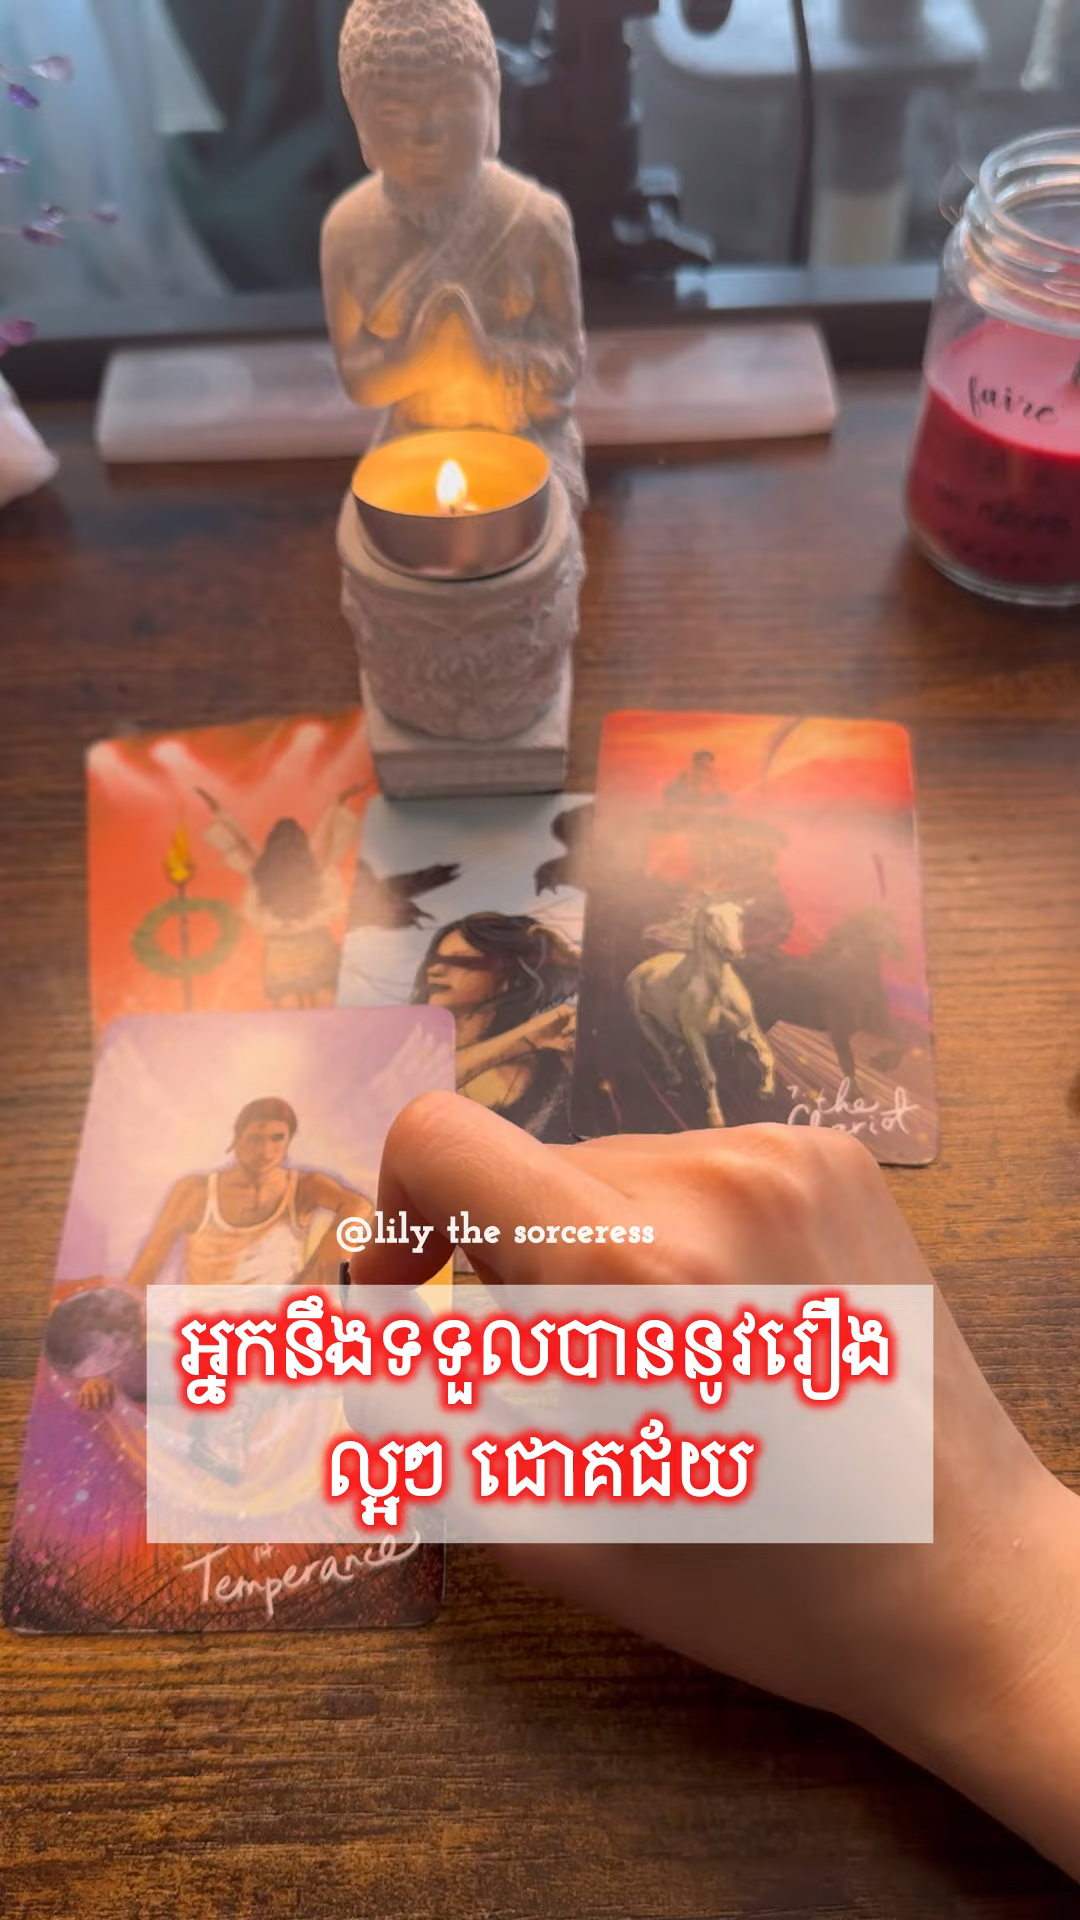 faire
7. the
Chariot
@lily the sorceress
អ្នកនឹងទទួលបាននូវរឿង
ល្អៗ ជោគជ័យ
14.
Temperance